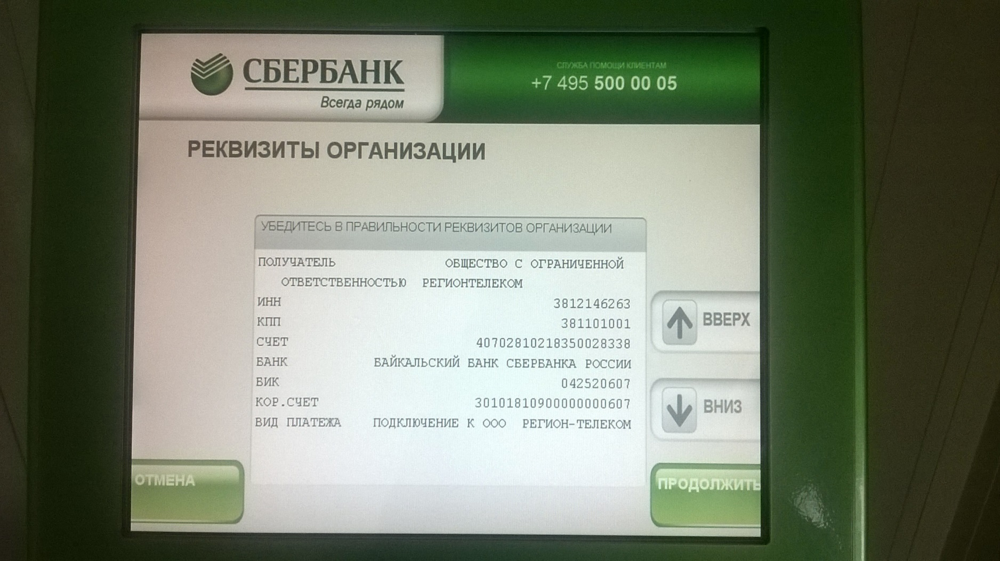 СБЕРБАНК
Всегда рядом
СЛУЖБА ПОМОЩИ КЛИЕНТАМ
+7 495 500 00 05
РЕКВИЗИТЫ ОРГАНИЗАЦИИ
УБЕДИТЕСЬ В ПРАВИЛЬНОСТИ РЕКВИЗИТОВ ОРГАНИЗАЦИИ
ПОЛУЧАТЕЛЬ ОБЩЕСТВО С ОГРАНИЧЕННОЙ
ОТВЕТСТВЕННОСТЬЮ РЕГИОНТЕЛЕКОМ
ИНН 3812146263
КПП 381101001
СЧЕТ 40702810218350028338
БАНК БАЙКАЛЬСКИЙ БАНК СБЕРБАНКА РОССИИ
БИК 042520607
КОР.СЧЕТ 30101810900000000607
ВИД ПЛАТЕЖА ПОДКЛЮЧЕНИЕ К ООО РЕГИОН-ТЕЛЕКОМ
ВВЕРХ
ВНИЗ
ОТМЕНА
ПРОДОЛЖИТЬ